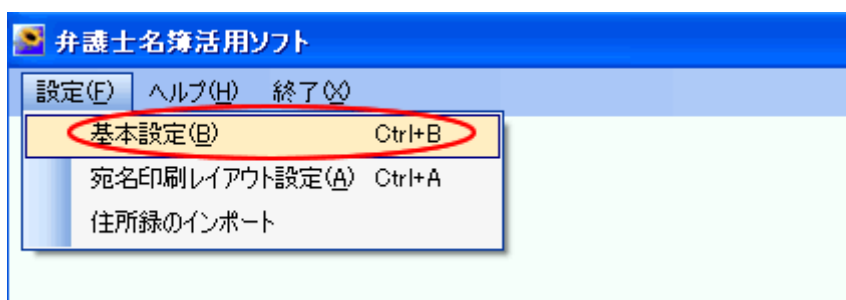 弁護士名簿活用ソフト
設定(F) ヘルプ(H) 終了(X)
基本設定(B) Ctrl+B
宛名印刷レイアウト設定(A) Ctrl+A
住所録のインポート